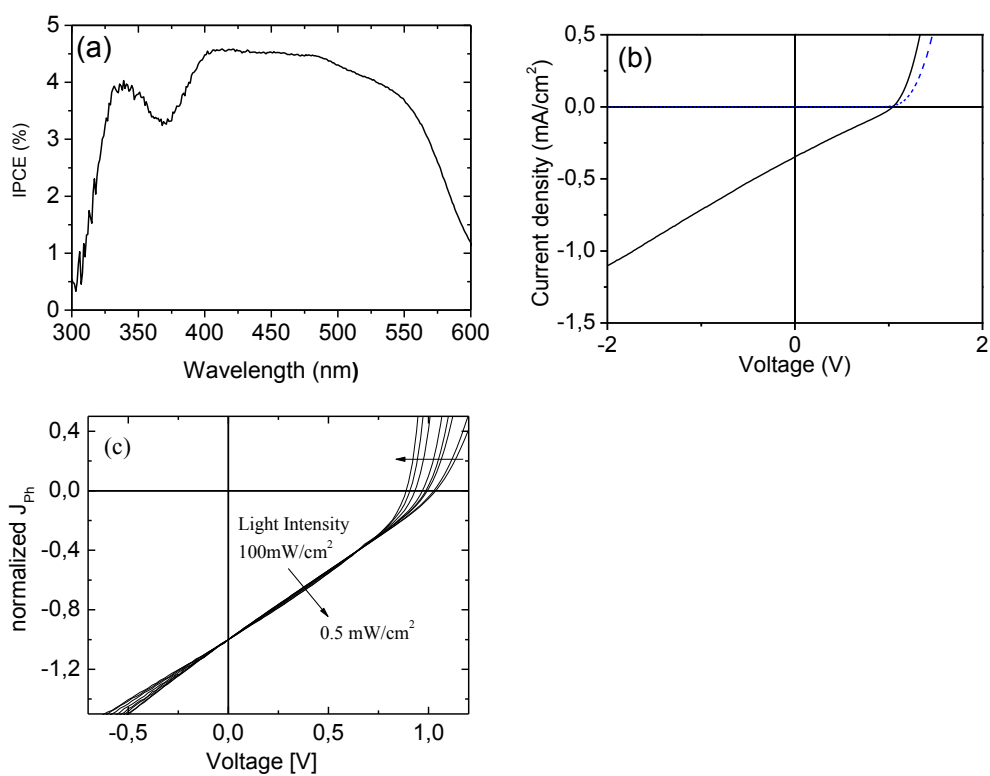 (a)
5
4
3
2
1
0
IPCE (%)
300 350 400 450 500 550 600
Wavelength (nm)
(b)
0,5
0,0
-0,5
-1,0
-1,5
Current density (mA/cm²)
-2 0 2
Voltage (V)
(c)
0,4
0,0
-0,4
-0,8
-1,2
normalized J_Ph
Light Intensity
100mW/cm²
0.5 mW/cm²
-0,5 0,0 0,5 1,0
Voltage [V]